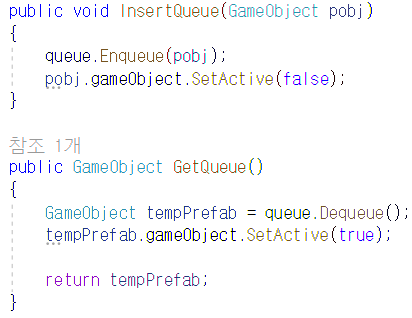 public void InsertQueue(GameObject pobj)
{
queue.Enqueue(pobj);
pobj.gameObject.SetActive(false);
}
참조 1개
public GameObject GetQueue()
{
GameObject tempPrefab = queue.Dequeue();
tempPrefab.gameObject.SetActive(true);
return tempPrefab;
}